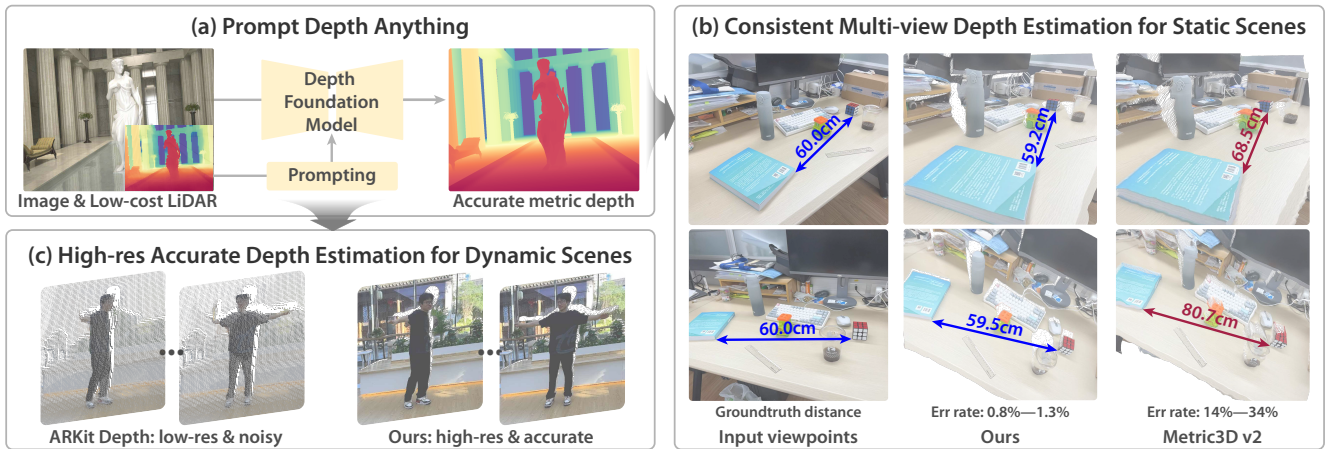 (a) Prompt Depth Anything
Depth
Foundation
Model
Prompting
Image & Low-cost LiDAR
Accurate metric depth
(b) Consistent Multi-view Depth Estimation for Static Scenes
60.0cm
59.2cm
68.5cm
60.0cm
59.5cm
80.7cm
Groundtruth distance
Err rate: 0.8%—1.3%
Err rate: 14%—34%
Input viewpoints
Ours
Metric3D v2
(c) High-res Accurate Depth Estimation for Dynamic Scenes
ARKit Depth: low-res & noisy
Ours: high-res & accurate